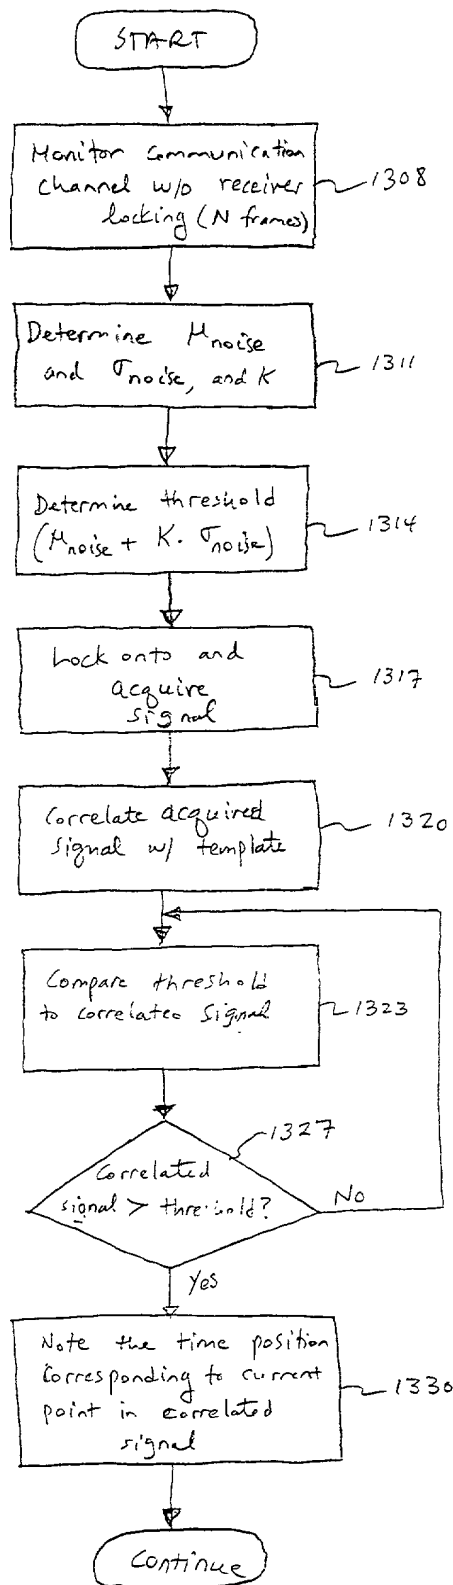 START
Monitor Communication
channel w/o receiver
locking (N frames)
1308
Determine μnoise
and σnoise, and K
1311
Determine threshold
(μnoise + K · σnoise)
1314
Lock onto and
acquire
signal
1317
Correlate acquired
signal w/ template
1320
Compare threshold
to correlated signal
1323
1327
Correlated
signal > threshold?
No
Yes
Note the time position
Corresponding to current
point in correlated
signal
1330
Continue